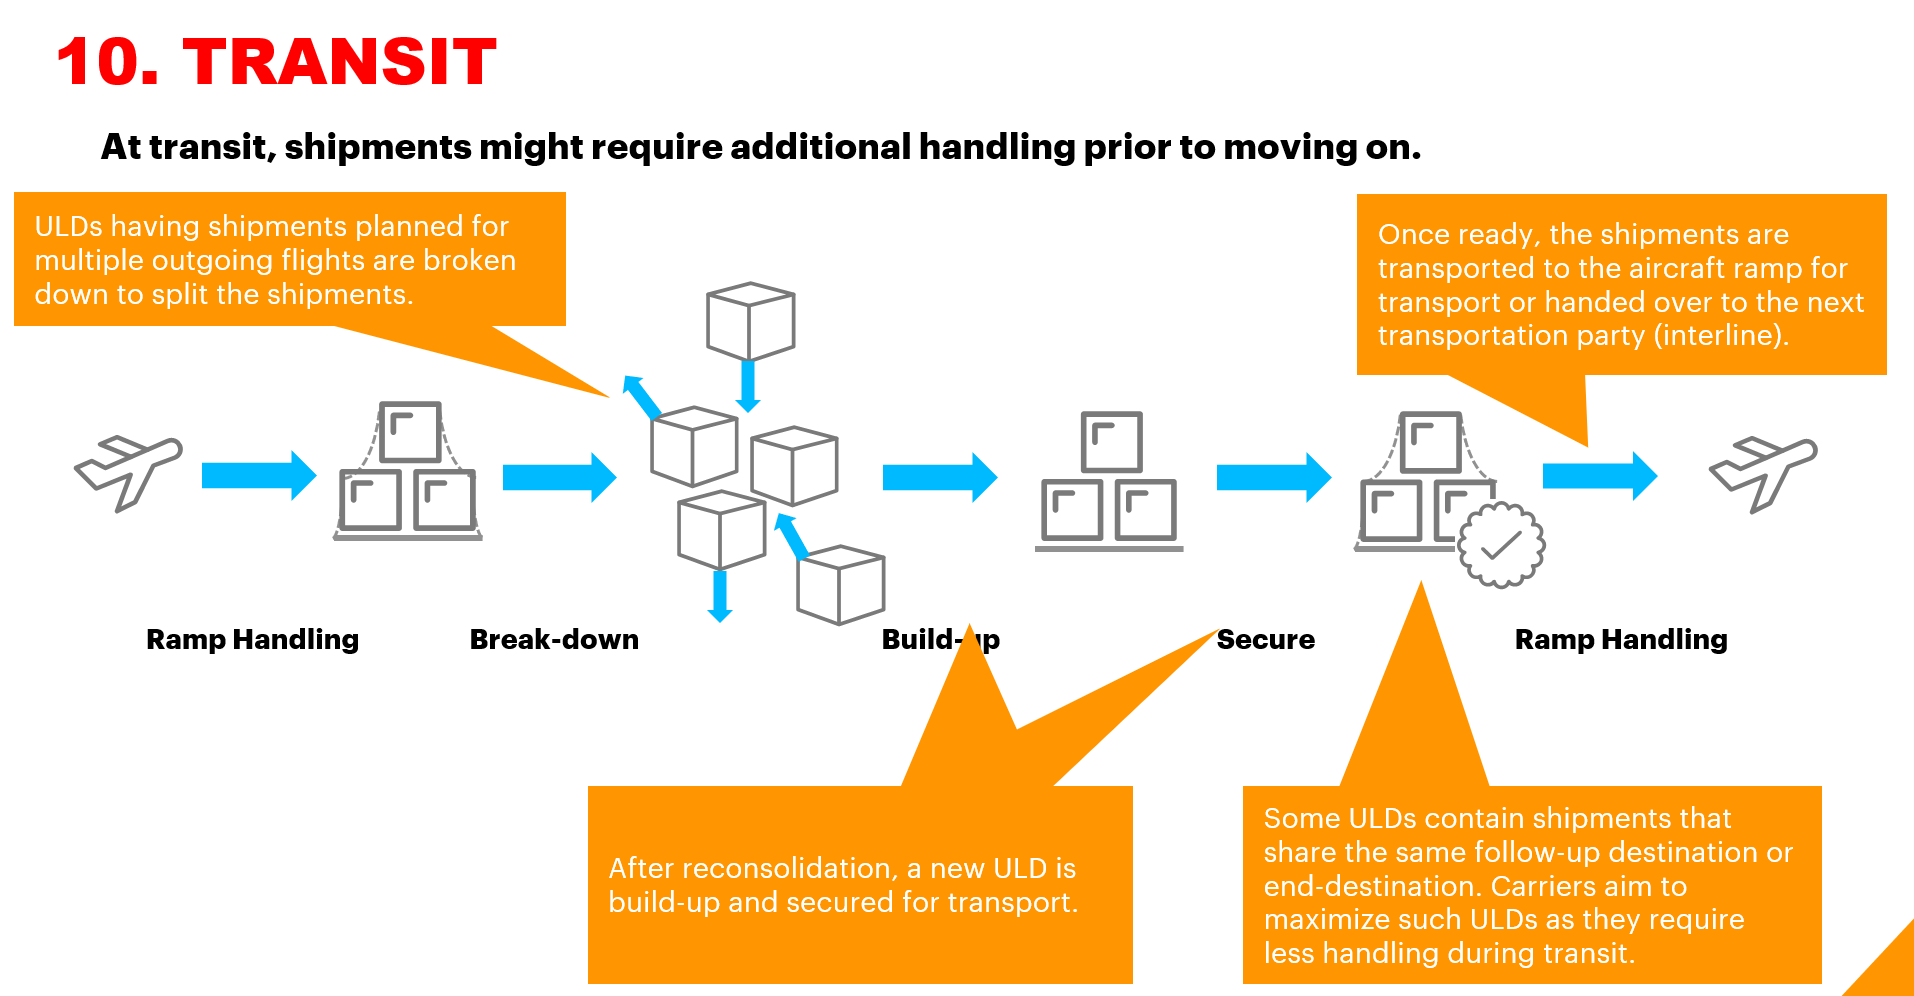 10. TRANSIT
At transit, shipments might require additional handling prior to moving on.
ULDs having shipments planned for
multiple outgoing flights are broken
down to split the shipments.
Once ready, the shipments are
transported to the aircraft ramp for
transport or handed over to the next
transportation party (interline).
Ramp Handling
Break-down
Build-up
Secure
Ramp Handling
After reconsolidation, a new ULD is
build-up and secured for transport.
Some ULDs contain shipments that
share the same follow-up destination or
end-destination. Carriers aim to
maximize such ULDs as they require
less handling during transit.